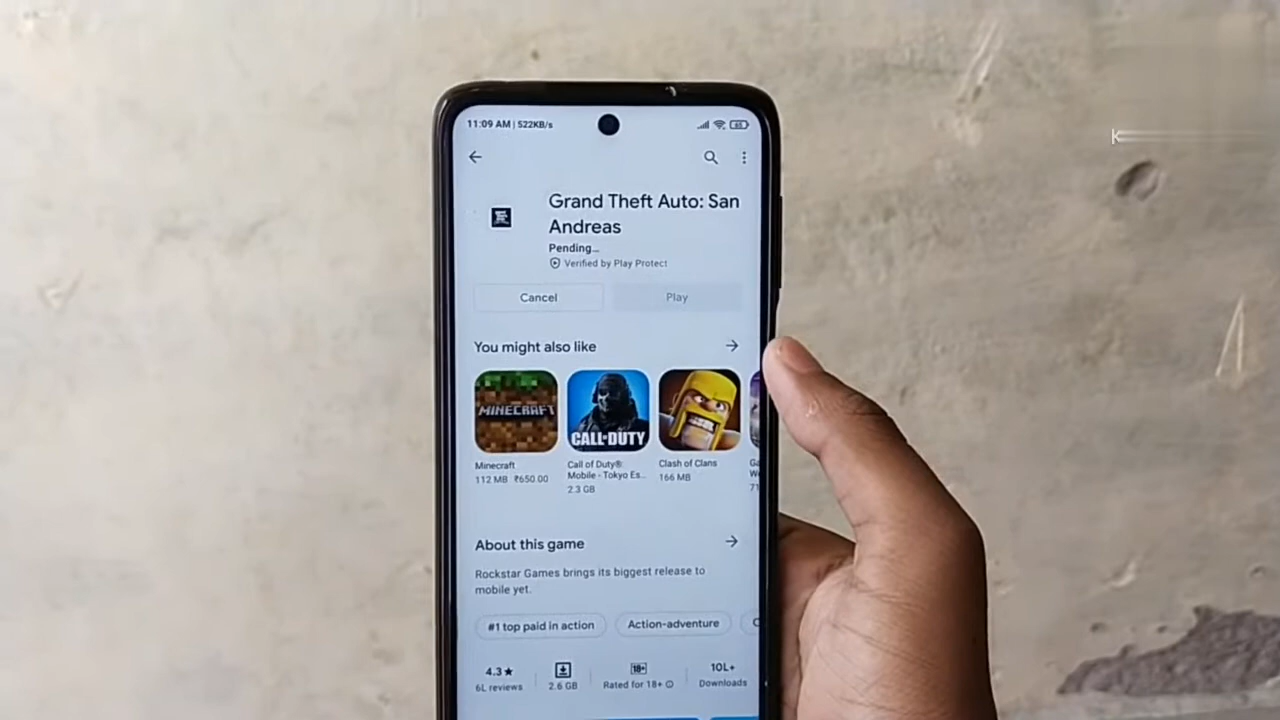 11:09 AM | 522KB/s
65
Grand Theft Auto: San
Andreas
Pending...
Verified by Play Protect
Cancel
Play
You might also like
MINECRAFT
CALL OF DUTY
Minecraft
112 MB ₹650.00
Call of Duty®:
Mobile - Tokyo Es...
2.3 GB
Clash of Clans
166 MB
About this game
Rockstar Games brings its biggest release to
mobile yet.
#1 top paid in action
Action-adventure
4.3★
6L reviews
2.6 GB
18+
Rated for 18+
10L+
Downloads